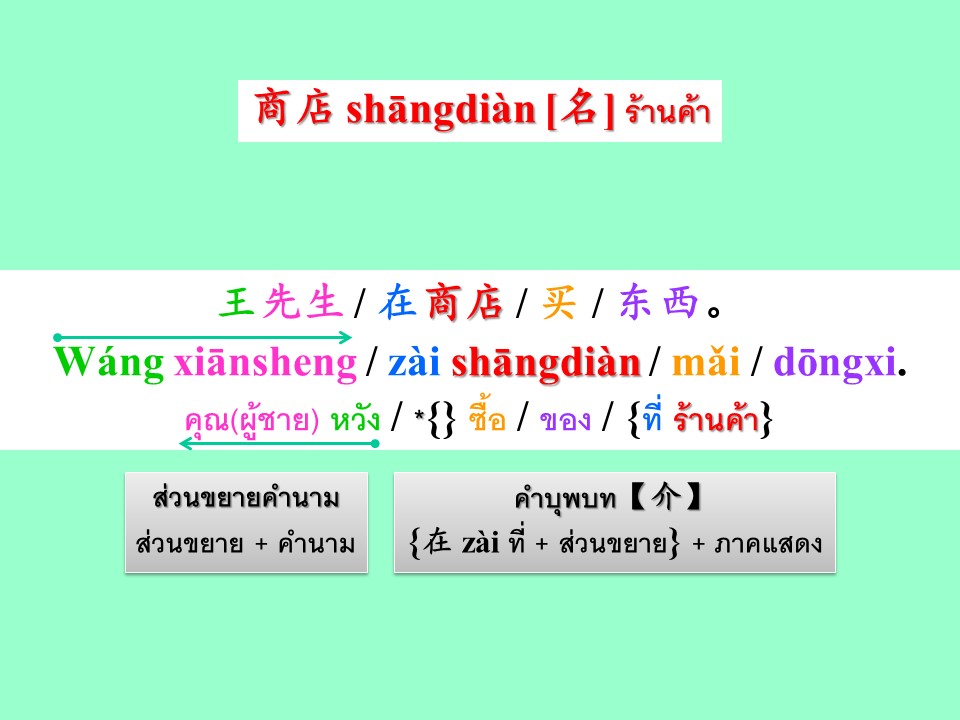 商店 shāngdiàn [名] ร้านค้า
王先生 / 在商店 / 买 / 东西。
Wáng xiānsheng / zài shāngdiàn / mǎi / dōngxi.
คุณ(ผู้ชาย) หวัง / *{} ซื้อ / ของ / {ที่ ร้านค้า}
ส่วนขยายคำนาม
ส่วนขยาย + คำนาม
คำบุพบท【介】
{在 zài ที่ + ส่วนขยาย} + ภาคแสดง